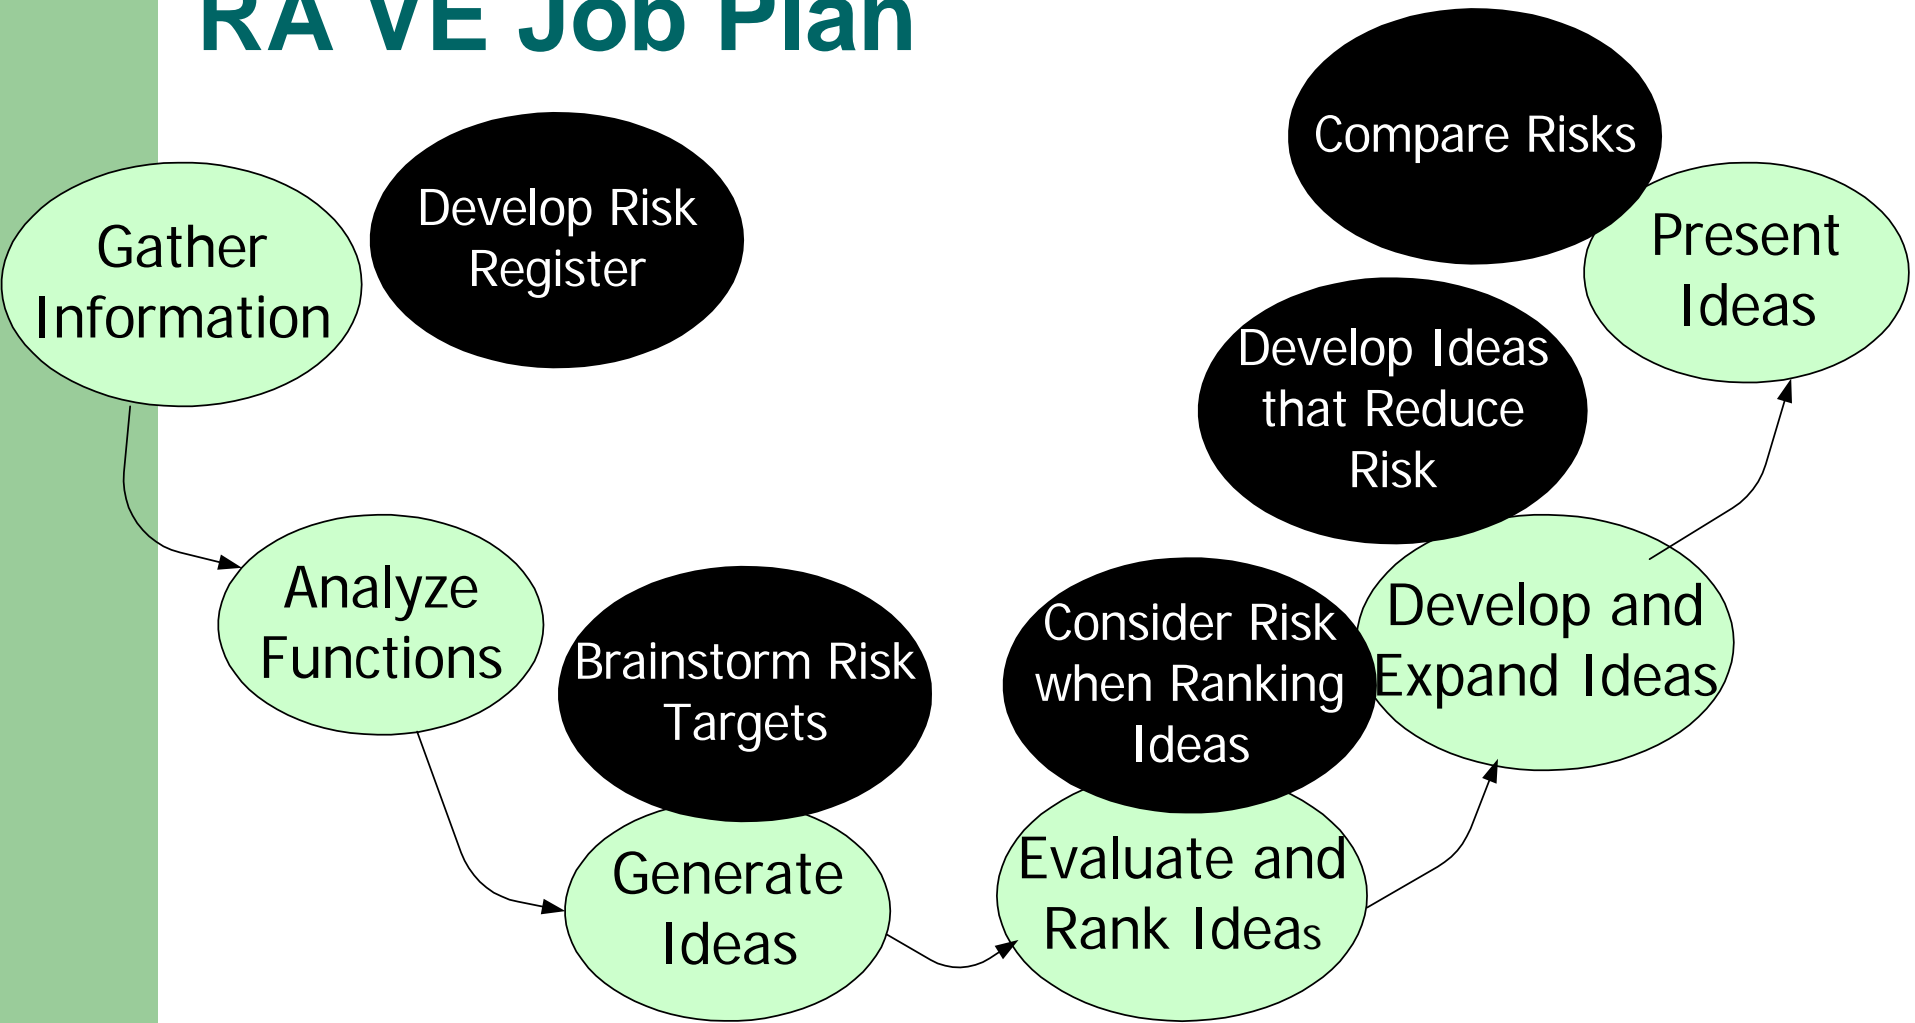 RA VE Job Plan
Gather
Information
Develop Risk
Register
Analyze
Functions
Brainstorm Risk
Targets
Generate
Ideas
Consider Risk
when Ranking
Ideas
Evaluate and
Rank Ideas
Develop Ideas
that Reduce
Risk
Develop and
Expand Ideas
Compare Risks
Present
Ideas